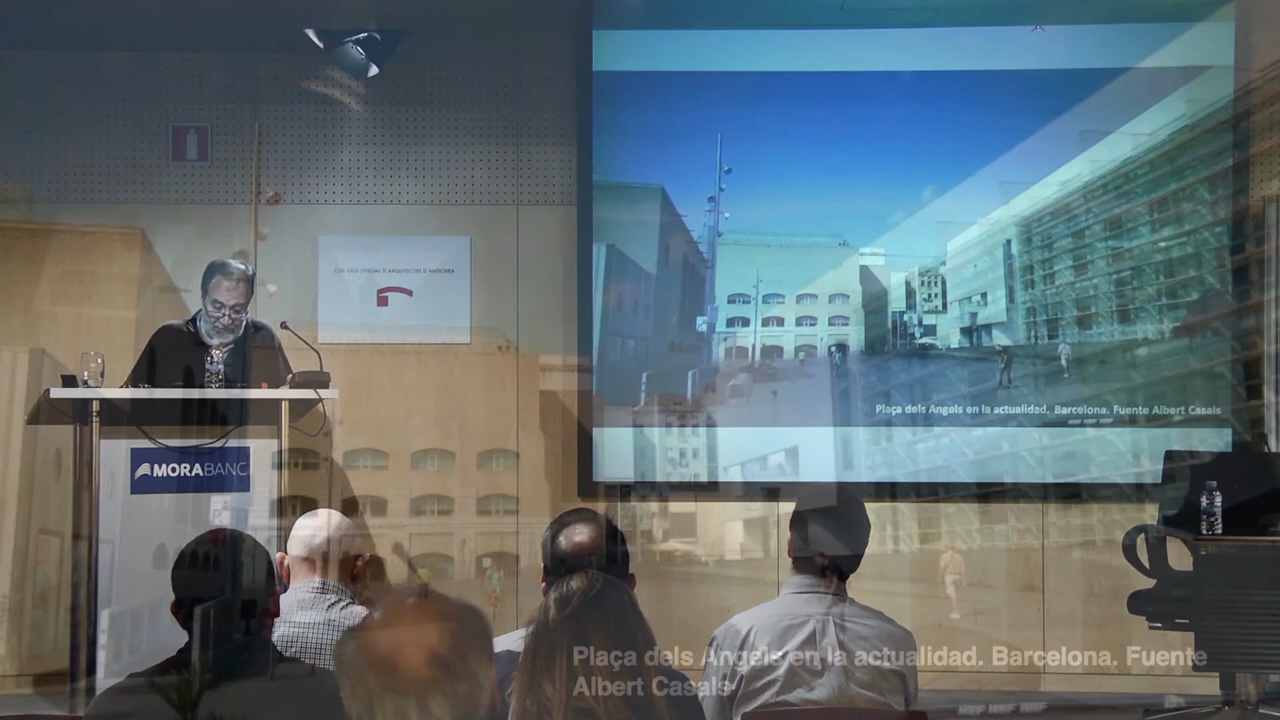 COL·LEGI OFICIAL D'ARQUITECTES D'ANDORRA
MORABANC
Plaça dels Angels en la actualidad. Barcelona. Fuente Albert Casals
Plaça dels Angels en la actualidad. Barcelona. Fuente
Albert Casals